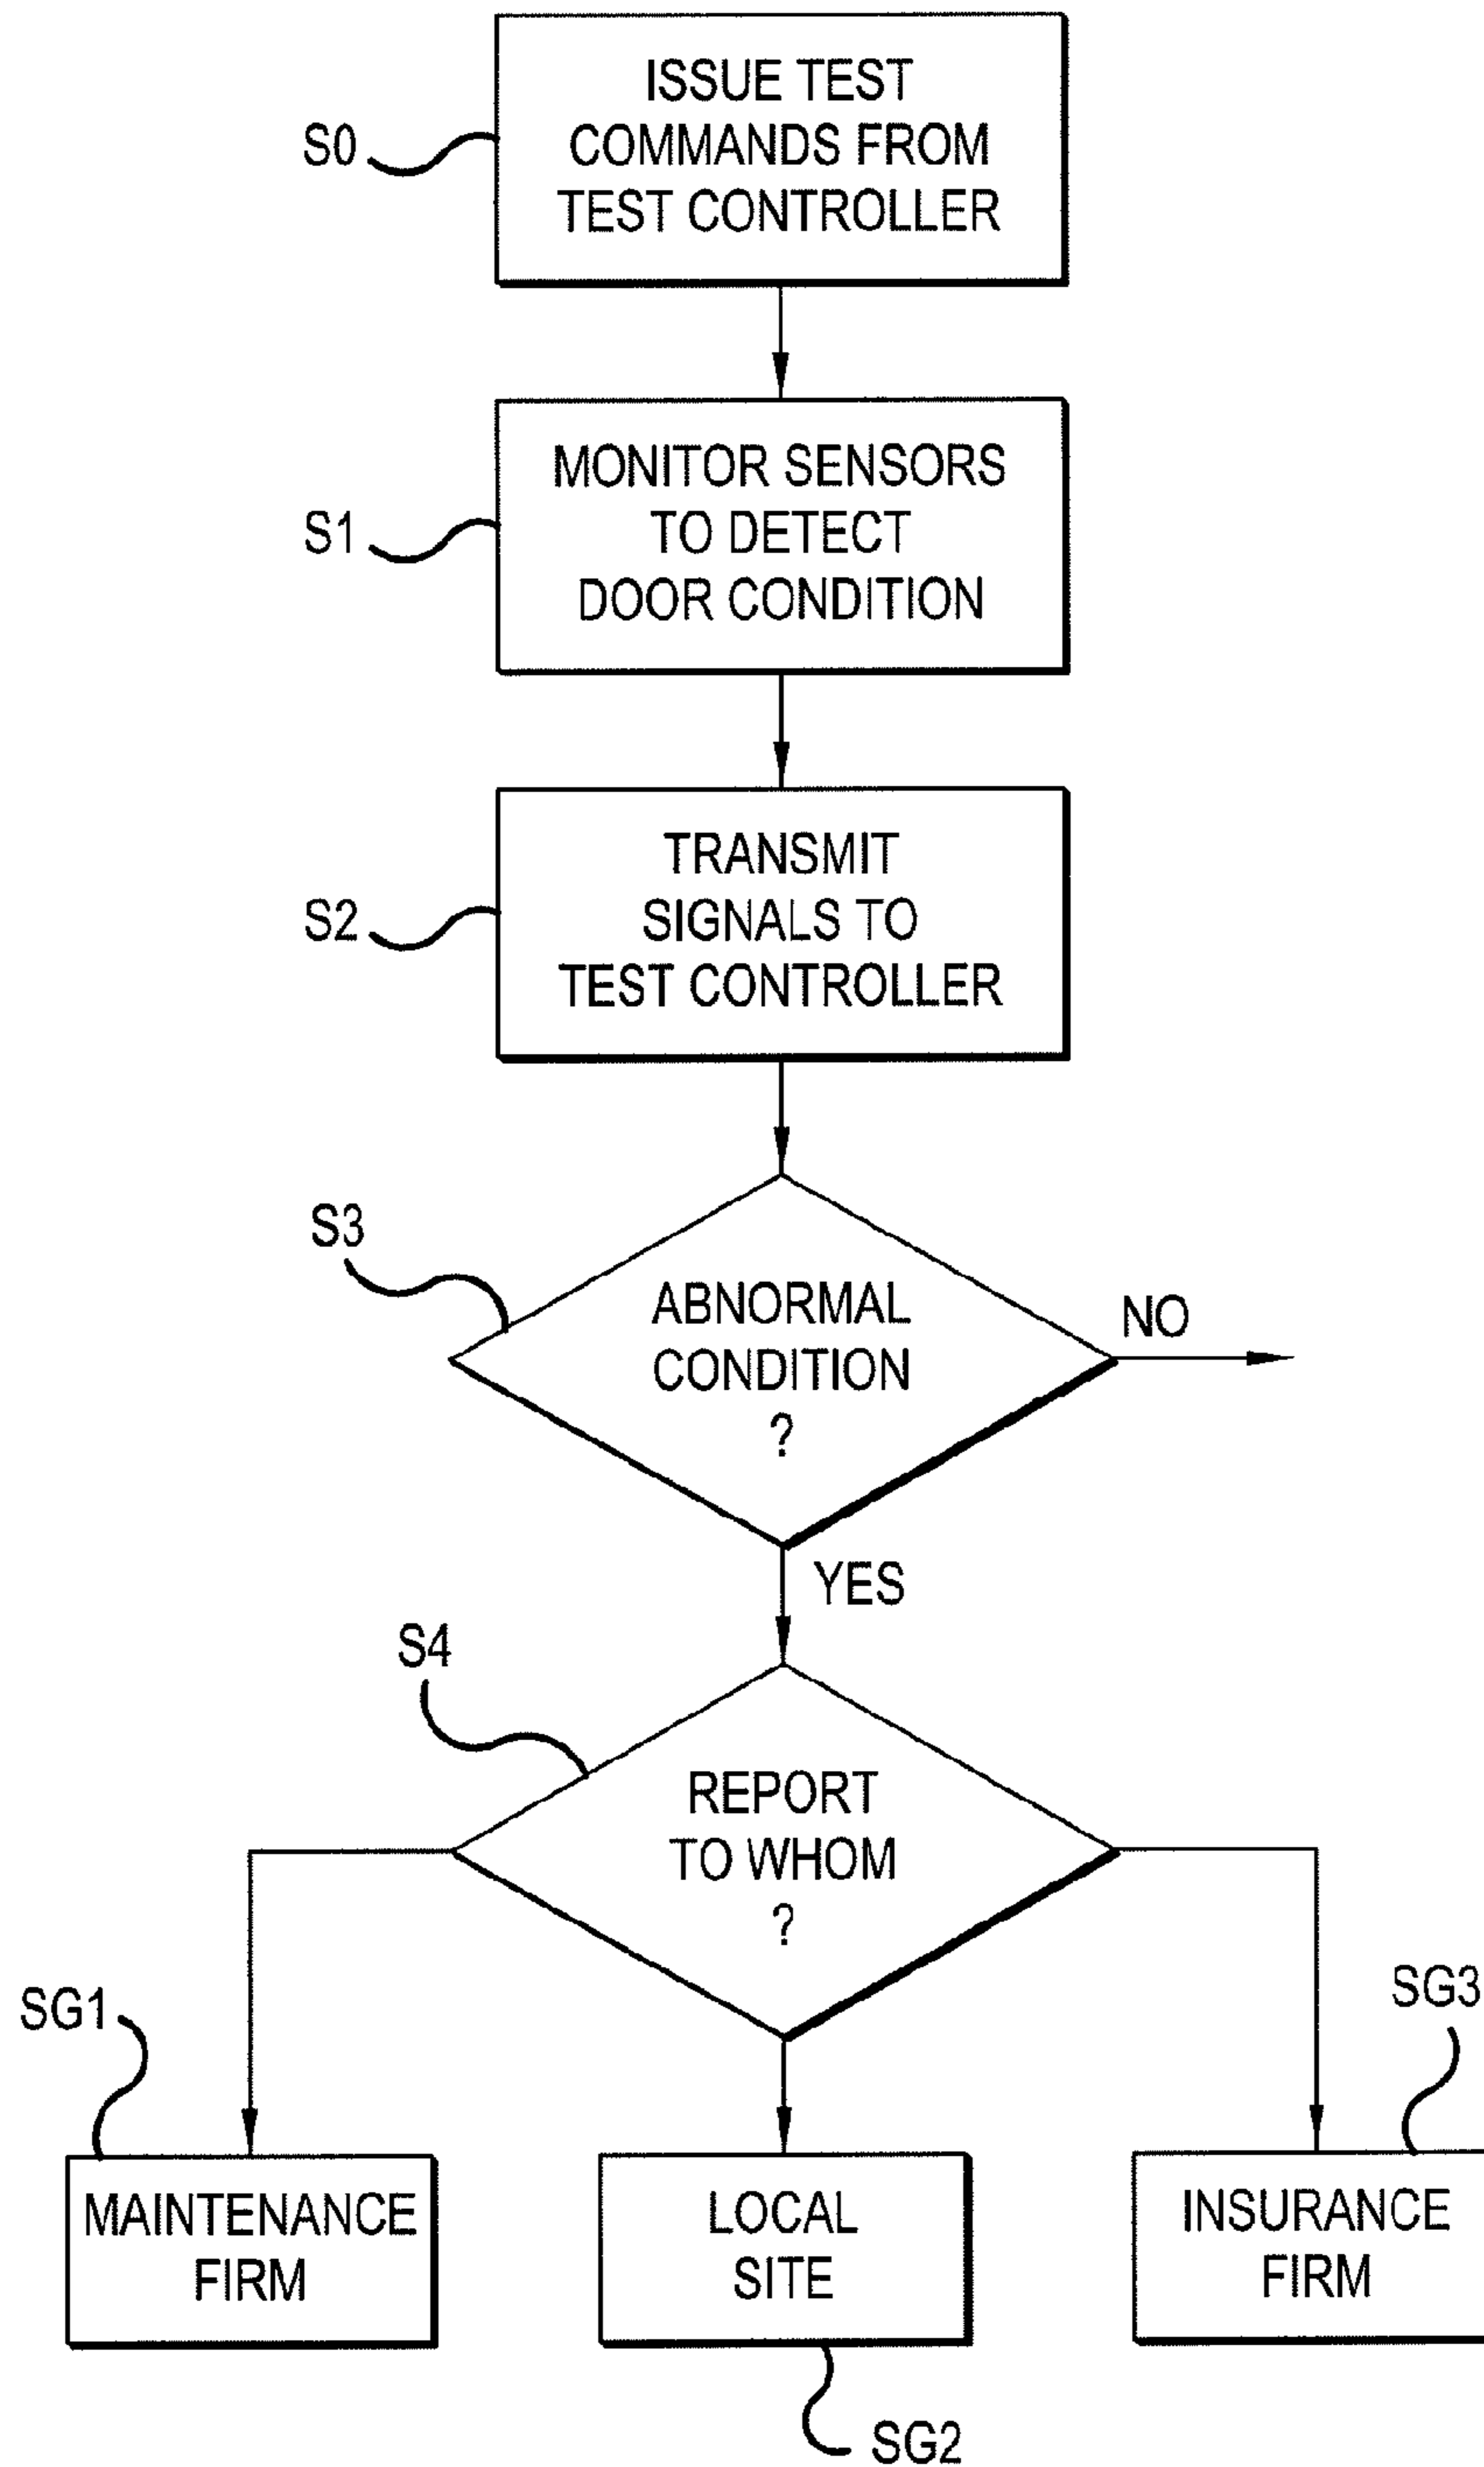 ISSUE TEST
COMMANDS FROM
TEST CONTROLLER
S0
MONITOR SENSORS
TO DETECT
DOOR CONDITION
S1
TRANSMIT
SIGNALS TO
TEST CONTROLLER
S2
S3
ABNORMAL
CONDITION
?
NO
YES
S4
REPORT
TO WHOM
?
SG1
SG3
MAINTENANCE
FIRM
LOCAL
SITE
INSURANCE
FIRM
SG2